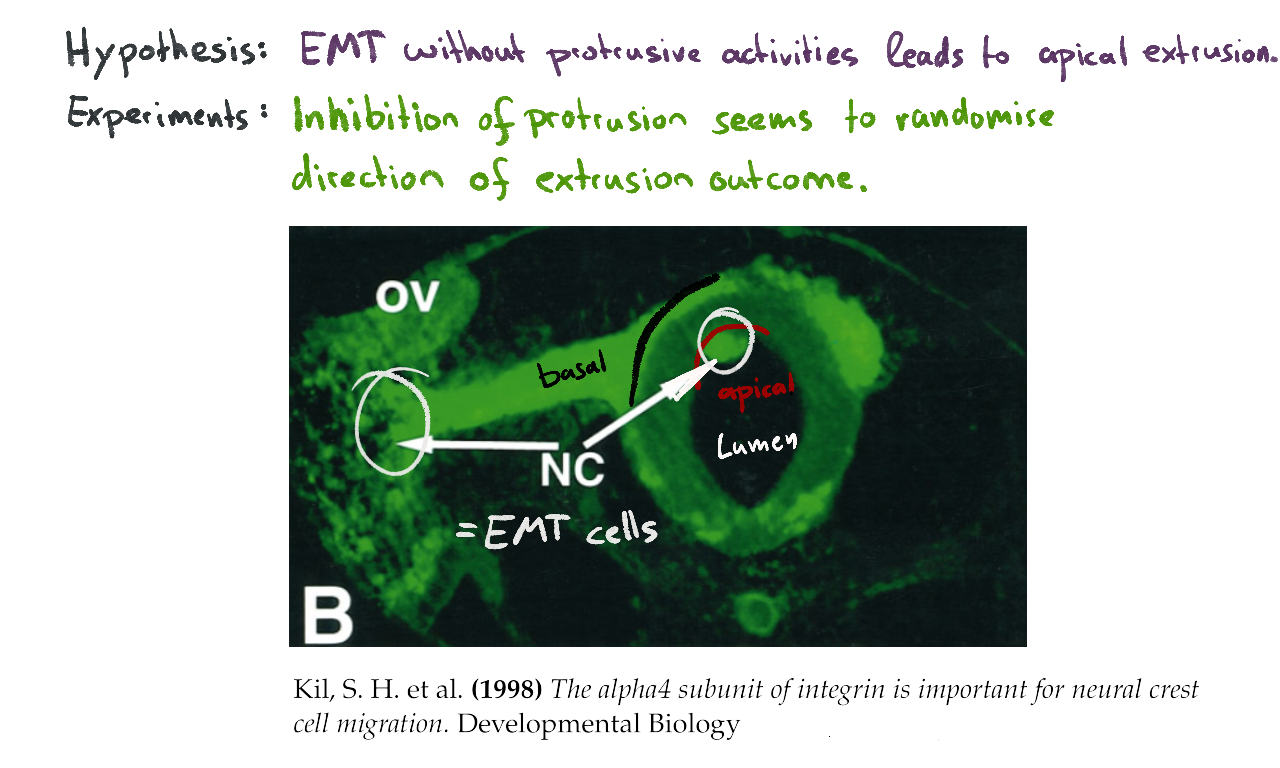 Hypothesis: EMT without protrusive activities leads to apical extrusion.
Experiments: Inhibition of protrusion seems to randomise
direction of extrusion outcome.
OV
basal
apical
Lumen
NC
= EMT cells
B
Kil, S. H. et al. (1998) The alpha4 subunit of integrin is important for neural crest
cell migration. Developmental Biology